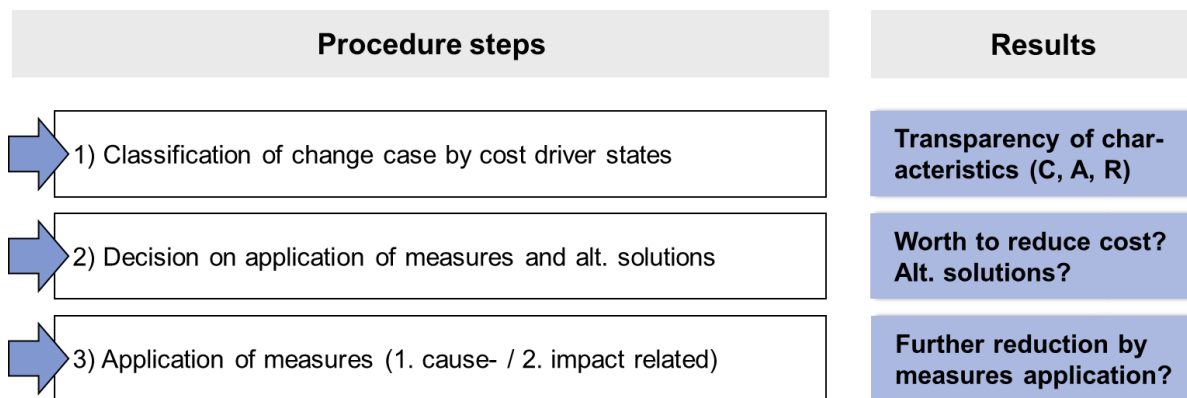 Procedure steps
Results
1) Classification of change case by cost driver states
Transparency of char-
acteristics (C, A, R)
2) Decision on application of measures and alt. solutions
Worth to reduce cost?
Alt. solutions?
3) Application of measures (1. cause- / 2. impact related)
Further reduction by
measures application?